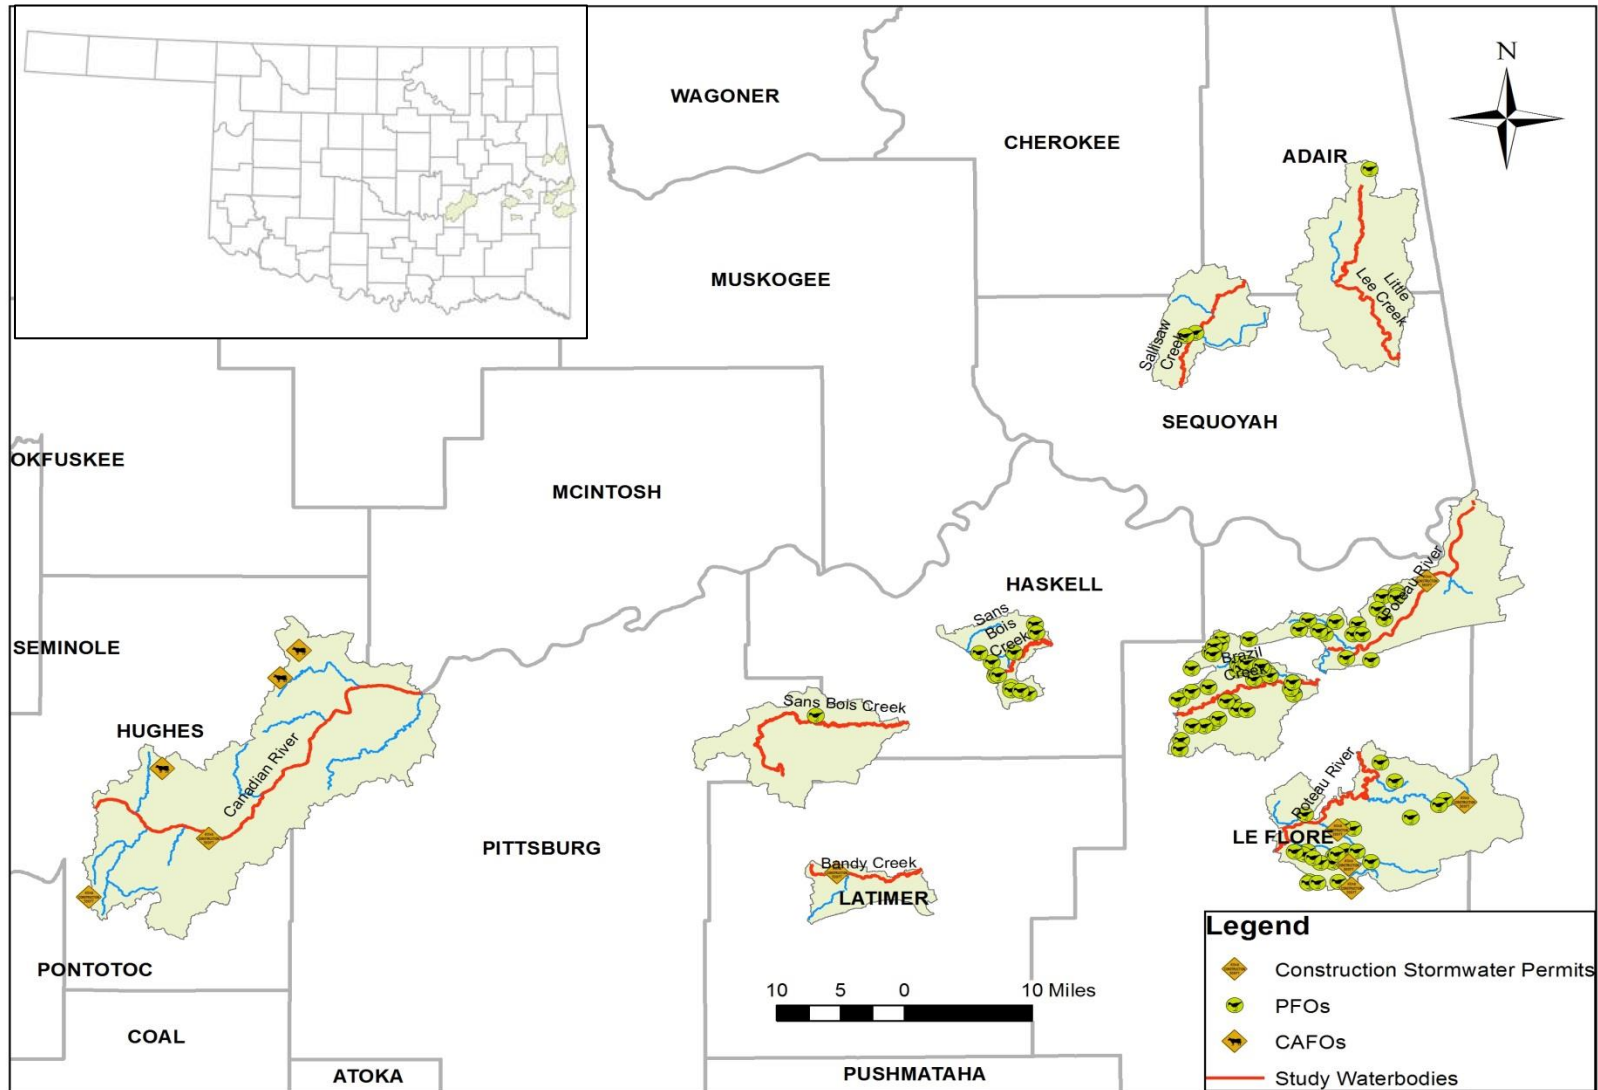 WAGONER
CHEROKEE
N
ADAIR
MUSKOGEE
Little
Lee Creek
Sallisaw
Creek
SEQUOYAH
OKFUSKEE
MCINTOSH
HASKELL
Sans
Bois
Creek
Poteau River
SEMINOLE
Brazil
Creek
Sans Bois Creek
HUGHES
Canadian River
Poteau River
LE FLORE
PITTSBURG
Bandy Creek
LATIMER
PONTOTOC
COAL
ATOKA
PUSHMATAHA
10 5 0 10 Miles
Legend
Construction Stormwater Permits
PFOs
CAFOs
Study Waterbodies